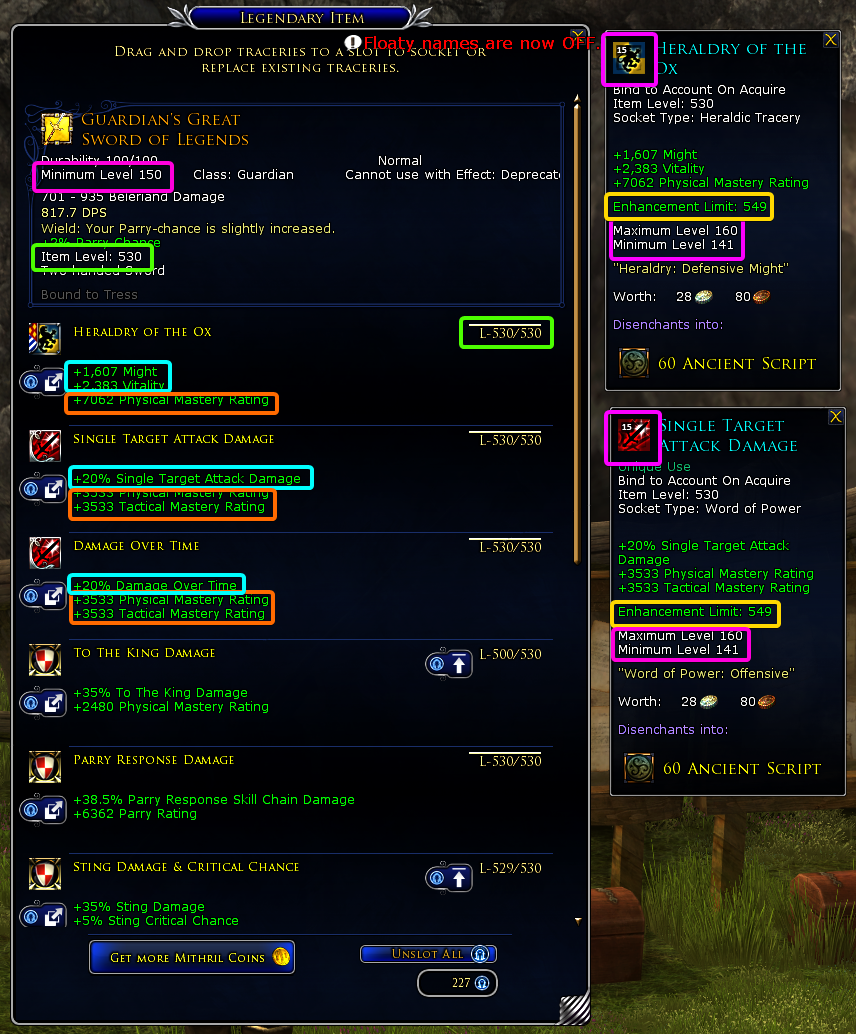 Legendary Item
Drag and drop traceries to a slot to socket or
replace existing traceries.
Floaty names are now OFF.
Guardian's Great
Sword of Legends
Durability 100/100
Normal
Minimum Level 150
Class: Guardian
Cannot use with Effect: Deprecate
701 - 935 Beleriand Damage
817.7 DPS
Wield: Your Parry-chance is slightly increased.
+2% Parry Chance
Item Level: 530
Two-handed Sword
Bound to Tress
Heraldry of the Ox
L-530/530
+1,607 Might
+2,383 Vitality
+7062 Physical Mastery Rating
Single Target Attack Damage
L-530/530
+20% Single Target Attack Damage
+3533 Physical Mastery Rating
+3533 Tactical Mastery Rating
Damage Over Time
L-530/530
+20% Damage Over Time
+3533 Physical Mastery Rating
+3533 Tactical Mastery Rating
To The King Damage
L-500/530
+35% To The King Damage
+2480 Physical Mastery Rating
Parry Response Damage
L-530/530
+38.5% Parry Response Skill Chain Damage
+6362 Parry Rating
Sting Damage & Critical Chance
L-529/530
+35% Sting Damage
+5% Sting Critical Chance
Get more Mithril Coins
Unslot All
227
15
Heraldry of the
Ox
Bind to Account On Acquire
Item Level: 530
Socket Type: Heraldic Tracery
+1,607 Might
+2,383 Vitality
+7062 Physical Mastery Rating
Enhancement Limit: 549
Maximum Level 160
Minimum Level 141
"Heraldry: Defensive Might"
Worth: 28 80
Disenchants into:
60 Ancient Script
15
Single Target
Attack Damage
Unique Use
Bind to Account On Acquire
Item Level: 530
Socket Type: Word of Power
+20% Single Target Attack
Damage
+3533 Physical Mastery Rating
+3533 Tactical Mastery Rating
Enhancement Limit: 549
Maximum Level 160
Minimum Level 141
"Word of Power: Offensive"
Worth: 28 80
Disenchants into:
60 Ancient Script